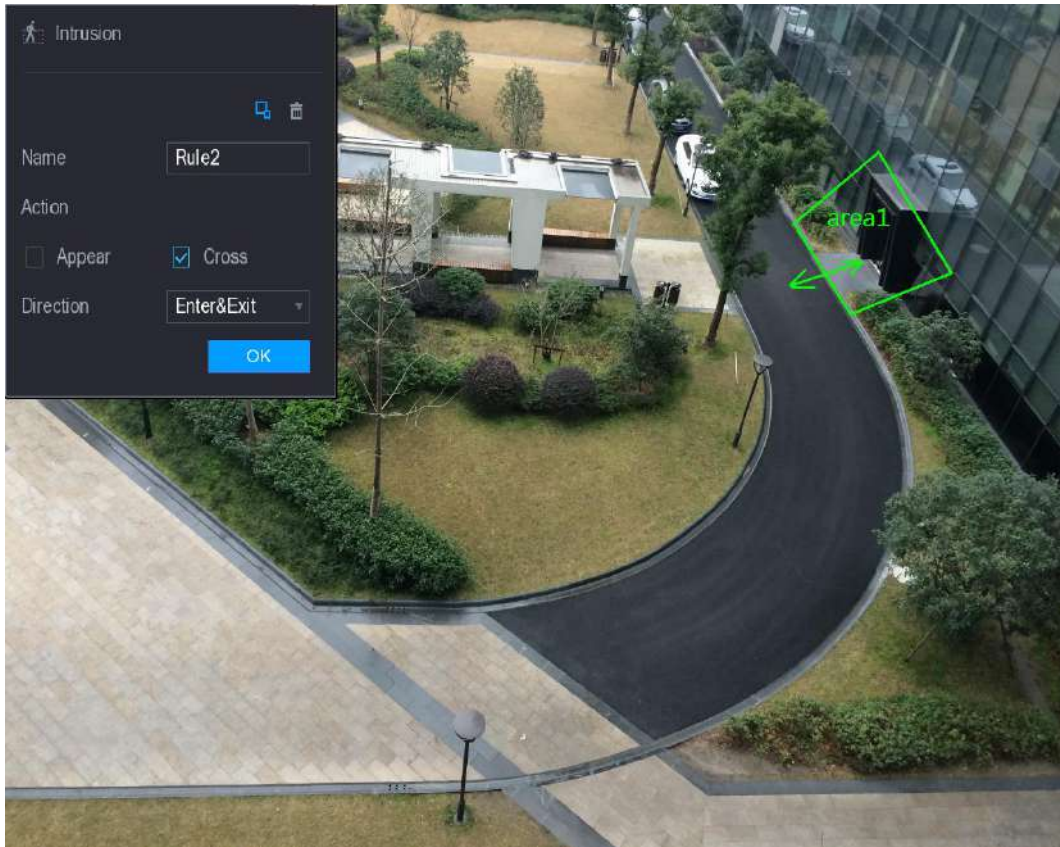 Intrusion
Name Rule2
Action
Appear Cross
Direction Enter&Exit
OK
area1